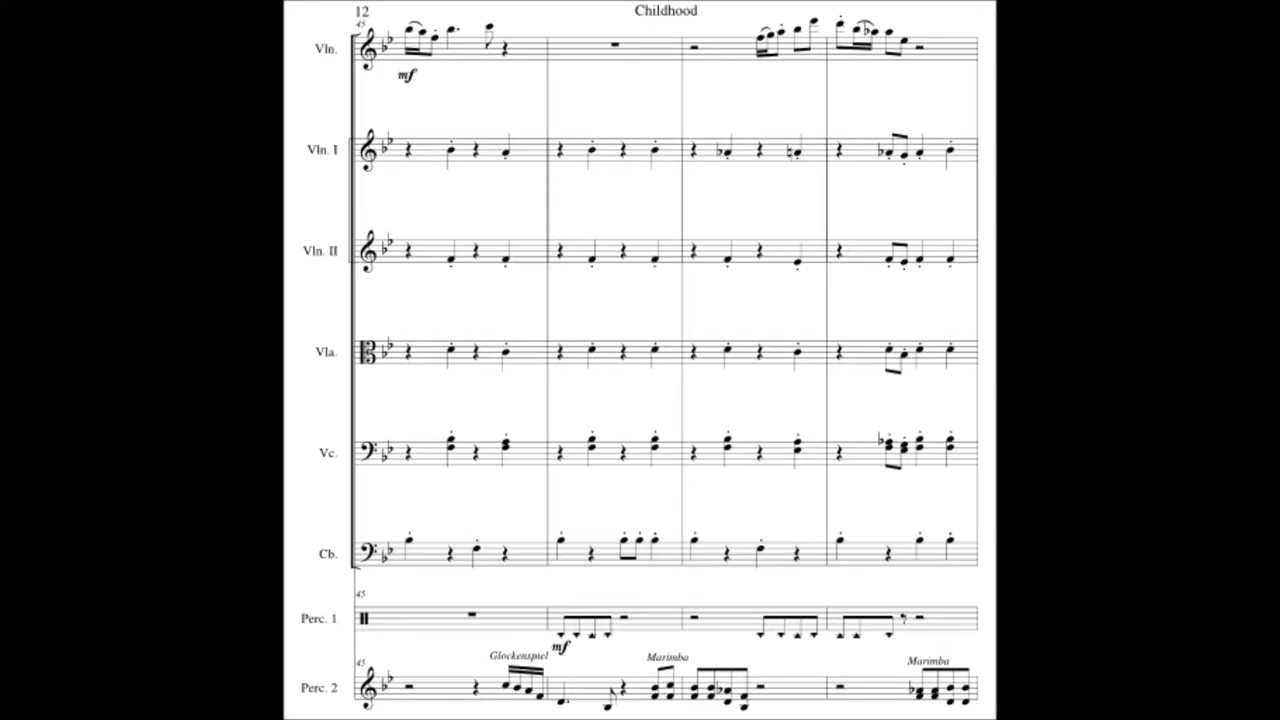 12
Childhood
45
Vln.
mf
Vln. I
Vln. II
Vla.
Vc.
Cb.
45
Perc. 1
mf
45
Glockenspiel
Marimba
Marimba
Perc. 2